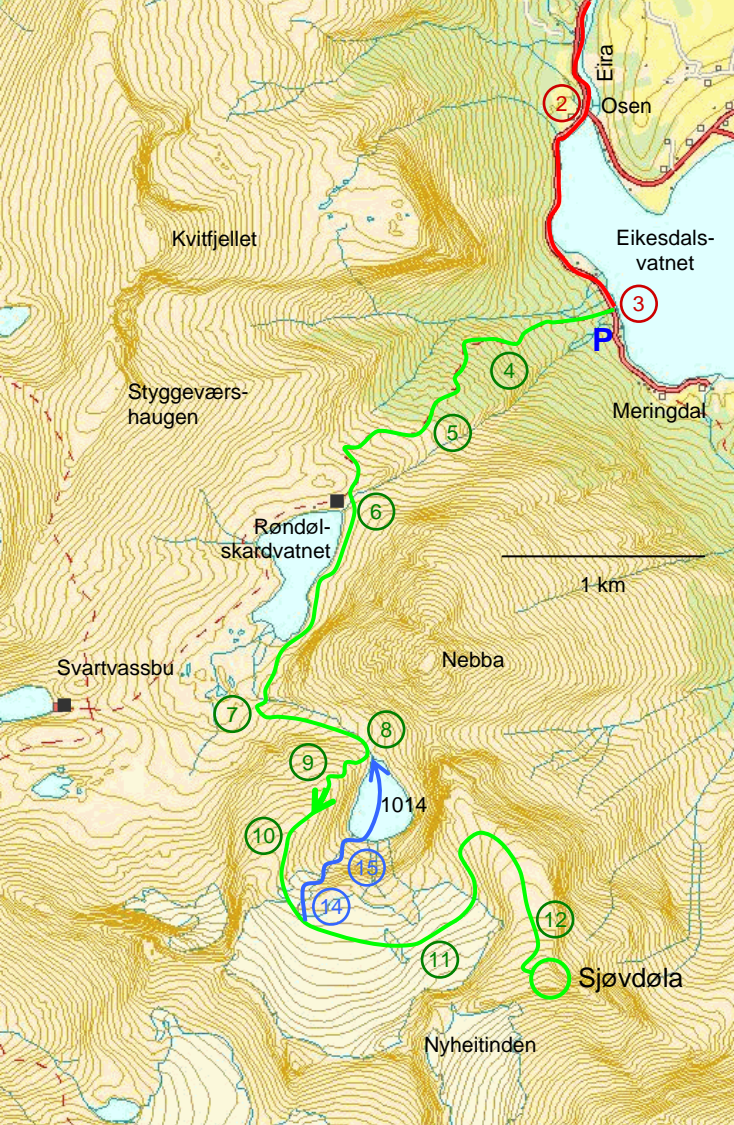 Eira
2
Osen
Kvitfjellet
Eikesdals-
vatnet
3
P
4
Styggeværs-
haugen
Meringdal
5
6
Røndøl-
skardvatnet
1 km
Nebba
Svartvassbu
7
8
9
1014
10
15
14
12
11
Sjøvdøla
Nyheitinden